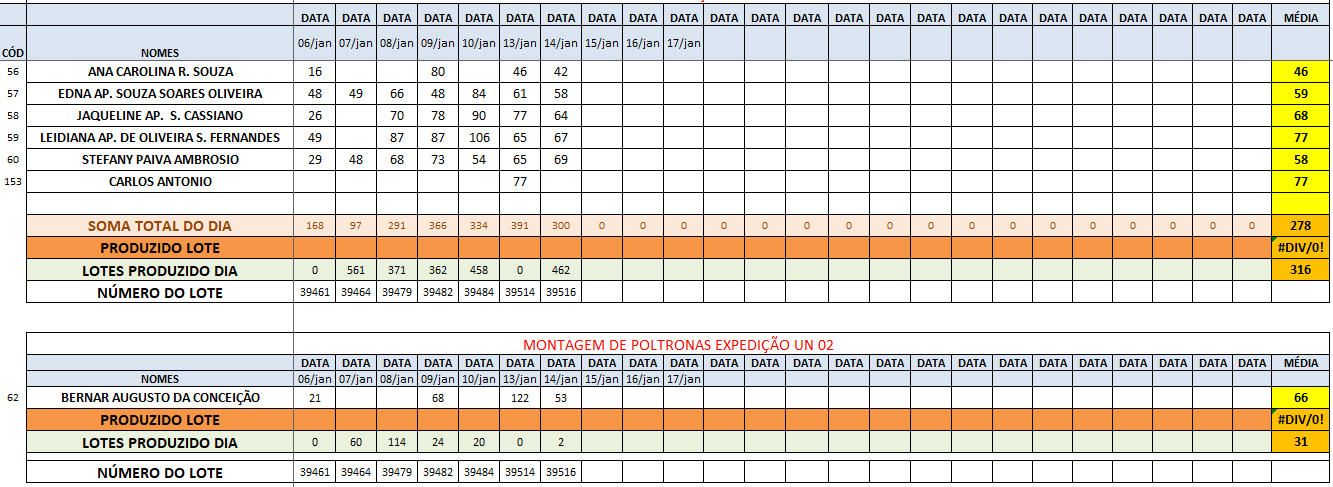 DATA DATA DATA DATA DATA DATA DATA DATA DATA DATA DATA DATA DATA DATA DATA DATA DATA DATA DATA DATA DATA DATA DATA MÉDIA
CÓD NOMES 06/jan 07/jan 08/jan 09/jan 10/jan 13/jan 14/jan 15/jan 16/jan 17/jan
56 ANA CAROLINA R. SOUZA 16 80 46 42 46
57 EDNA AP. SOUZA SOARES OLIVEIRA 48 49 66 48 84 61 58 59
58 JAQUELINE AP. S. CASSIANO 26 70 78 90 77 64 68
59 LEIDIANA AP. DE OLIVEIRA S. FERNANDES 49 87 87 106 65 67 77
60 STEFANY PAIVA AMBROSIO 29 48 68 73 54 65 69 58
153 CARLOS ANTONIO 77 77
SOMA TOTAL DO DIA 168 97 291 366 334 391 300 0 0 0 0 0 0 0 0 0 0 0 0 0 0 0 0 278
PRODUZIDO LOTE #DIV/0!
LOTES PRODUZIDO DIA 0 561 371 362 458 0 462 316
NÚMERO DO LOTE 39461 39464 39479 39482 39484 39514 39516
MONTAGEM DE POLTRONAS EXPEDIÇÃO UN 02
DATA DATA DATA DATA DATA DATA DATA DATA DATA DATA DATA DATA DATA DATA DATA DATA DATA DATA DATA DATA DATA DATA DATA MÉDIA
NOMES 06/jan 07/jan 08/jan 09/jan 10/jan 13/jan 14/jan 15/jan 16/jan 17/jan
62 BERNAR AUGUSTO DA CONCEIÇÃO 21 68 122 53 66
PRODUZIDO LOTE #DIV/0!
LOTES PRODUZIDO DIA 0 60 114 24 20 0 2 31
NÚMERO DO LOTE 39461 39464 39479 39482 39484 39514 39516